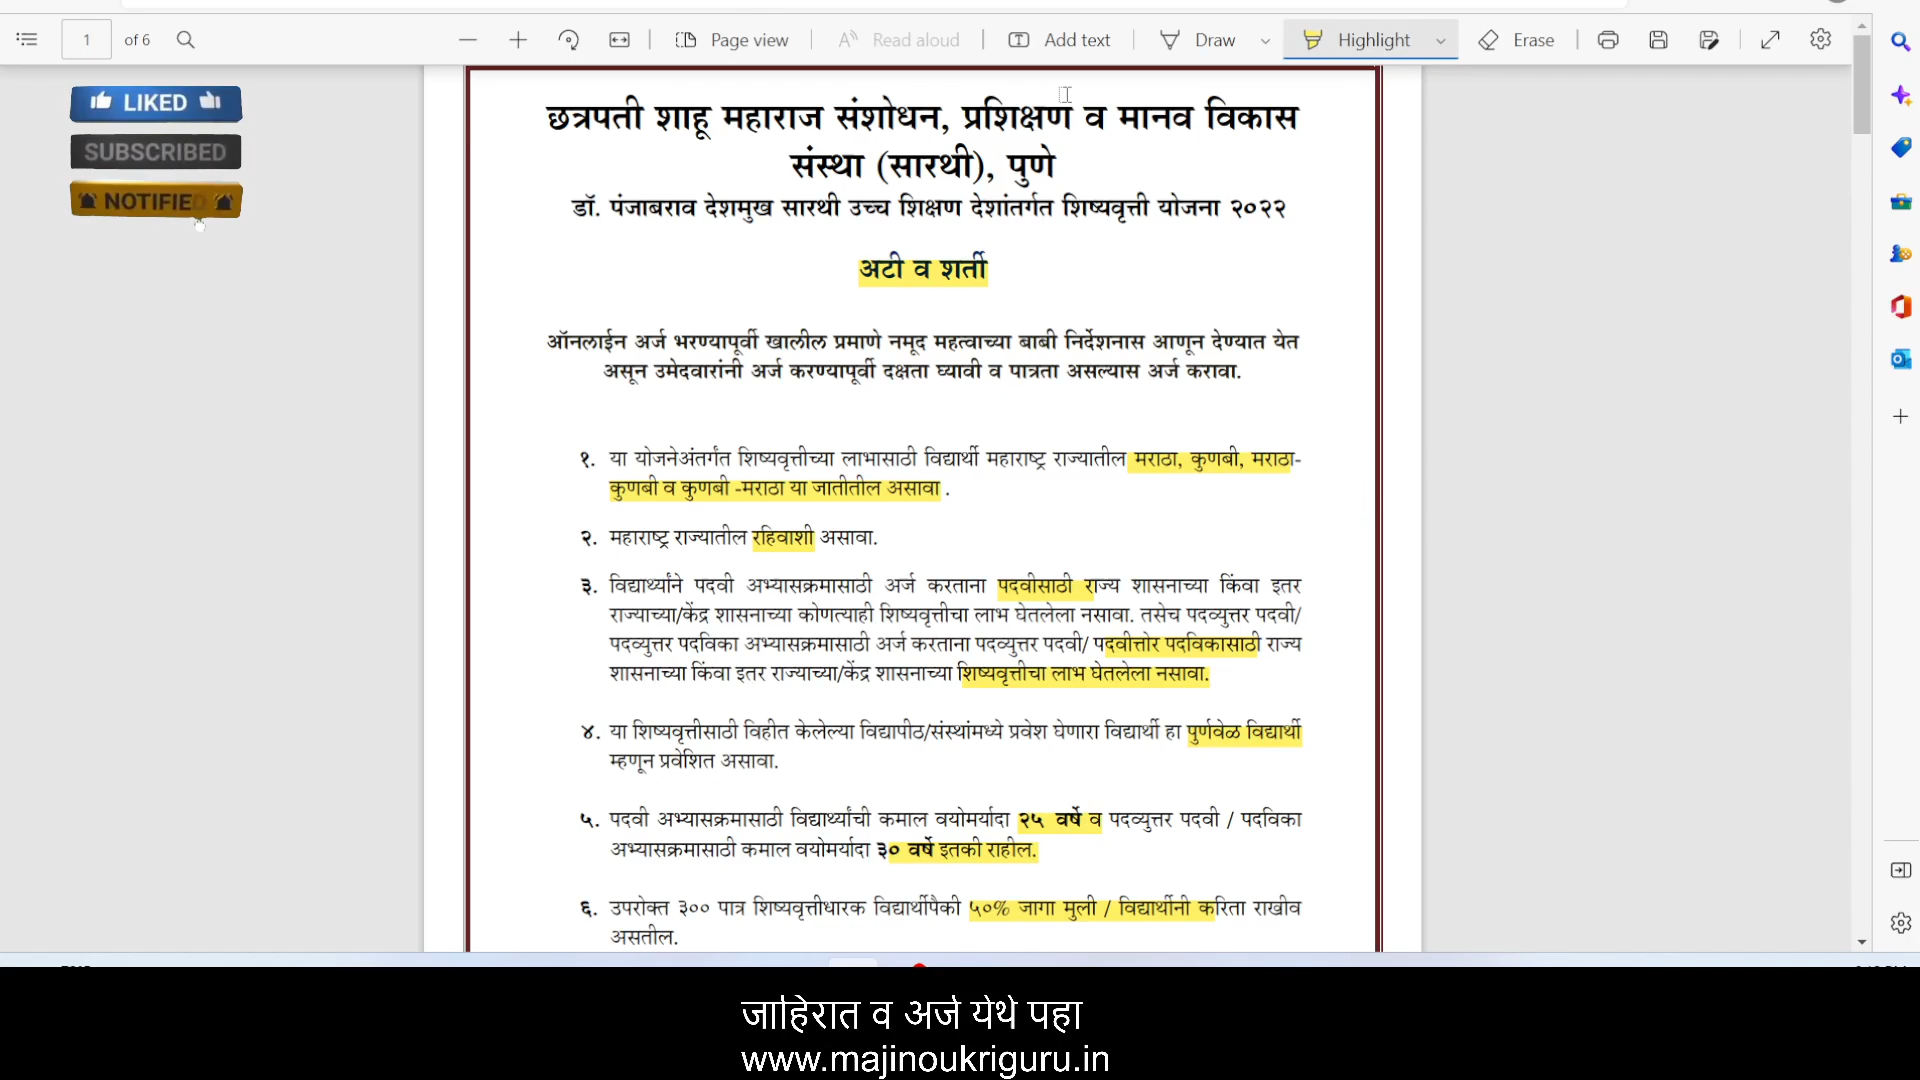 1 of 6 Page view Read aloud Add text Draw Highlight Erase
LIKED
SUBSCRIBED
NOTIFIED
छत्रपती शाहू महाराज संशोधन, प्रशिक्षण व मानव विकास
संस्था (सारथी), पुणे
डॉ. पंजाबराव देशमुख सारथी उच्च शिक्षण देशांतर्गत शिष्यवृत्ती योजना २०२२
अटी व शर्ती
ऑनलाईन अर्ज भरण्यापूर्वी खालील प्रमाणे नमूद महत्वाच्या बाबी निर्देशनास आणून देण्यात येत
असून उमेदवारांनी अर्ज करण्यापूर्वी दक्षता घ्यावी व पात्रता असल्यास अर्ज करावा.
१. या योजनेअंतर्गंत शिष्यवृत्तीच्या लाभासाठी विद्यार्थी महाराष्ट्र राज्यातील मराठा, कुणबी, मराठा-
कुणबी व कुणबी -मराठा या जातीतील असावा .
२. महाराष्ट्र राज्यातील रहिवाशी असावा.
३. विद्यार्थ्याने पदवी अभ्यासक्रमासाठी अर्ज करताना पदवीसाठी राज्य शासनाच्या किंवा इतर
राज्याच्या/केंद्र शासनाच्या कोणत्याही शिष्यवृत्तीचा लाभ घेतलेला नसावा. तसेच पदव्युत्तर पदवी/
पदव्युत्तर पदविका अभ्यासक्रमासाठी अर्ज करताना पदव्युत्तर पदवी/ पदवीत्तोर पदविकासाठी राज्य
शासनाच्या किंवा इतर राज्याच्या/केंद्र शासनाच्या शिष्यवृत्तीचा लाभ घेतलेला नसावा.
४. या शिष्यवृत्तीसाठी विहीत केलेल्या विद्यापीठ/संस्थांमध्ये प्रवेश घेणारा विद्यार्थी हा पुर्णवेळ विद्यार्थी
म्हणून प्रवेशित असावा.
५. पदवी अभ्यासक्रमासाठी विद्यार्थ्यांची कमाल वयोमर्यादा २५ वर्षे व पदव्युत्तर पदवी / पदविका
अभ्यासक्रमासाठी कमाल वयोमर्यादा ३० वर्षे इतकी राहील.
६. उपरोक्त ३०० पात्र शिष्यवृत्तीधारक विद्यार्थीपैकी ५०% जागा मुली / विद्यार्थीनी करिता राखीव
असतील.
जाहिरात व अर्ज येथे पहा
www.majinoukriguru.in